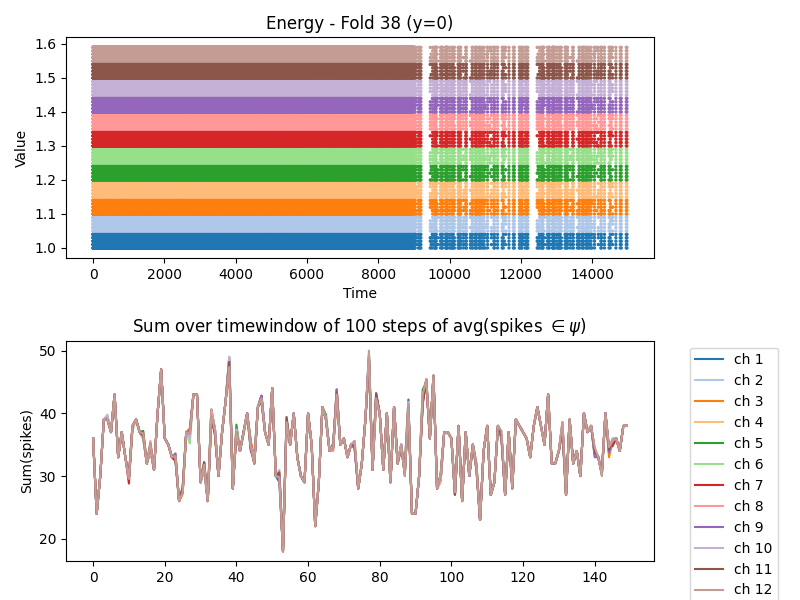 Energy - Fold 38 (y=0)
1.6
1.5
1.4
1.3
1.2
1.1
1.0
Value
0 2000 4000 6000 8000 10000 12000 14000
Time
Sum over timewindow of 100 steps of avg(spikes ∈ ψ)
50
40
30
20
Sum(spikes)
0 20 40 60 80 100 120 140
ch 1
ch 2
ch 3
ch 4
ch 5
ch 6
ch 7
ch 8
ch 9
ch 10
ch 11
ch 12